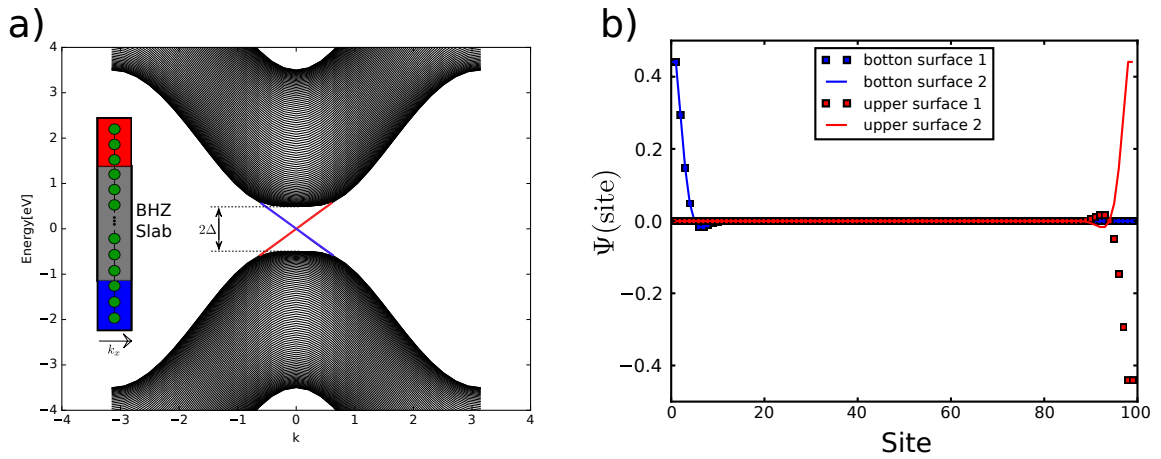 a)
4
3
2
1
0
−1
−2
−3
−4
Energy[eV]
BHZ
Slab
2Δ
k_x
−4 −3 −2 −1 0 1 2 3 4
k
b)
botton surface 1
botton surface 2
upper surface 1
upper surface 2
0.4
0.2
0.0
−0.2
−0.4
Ψ(site)
0 20 40 60 80 100
Site